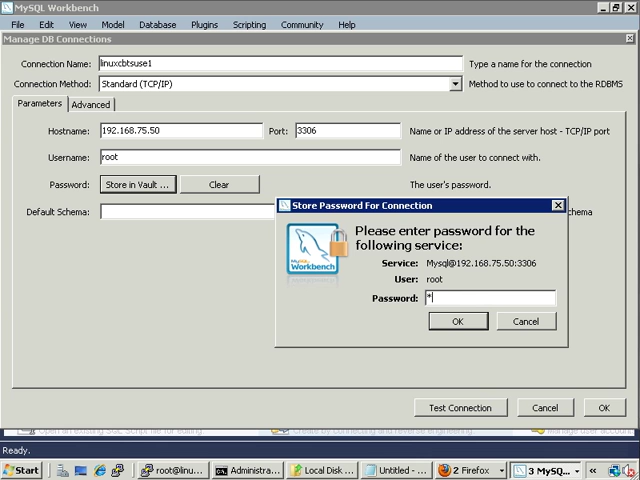 MySQL Workbench
File Edit View Model Database Plugins Scripting Community Help
Manage DB Connections
Connection Name: linuxcbtsuse1 Type a name for the connection
Connection Method: Standard (TCP/IP) Method to use to connect to the RDBMS
Parameters Advanced
Hostname: 192.168.75.50 Port: 3306 Name or IP address of the server host - TCP/IP port
Username: root Name of the user to connect with.
Password: Store in Vault ... Clear The user's password.
Default Schema:
Store Password For Connection
MySQL Workbench
Please enter password for the
following service:
Service: Mysql@192.168.75.50:3306
User: root
Password: *
OK Cancel
Test Connection Cancel OK
Ready.
Start root@linu... Administra... Local Disk ... Untitled - ... 2 Firefox 3 MySQ...